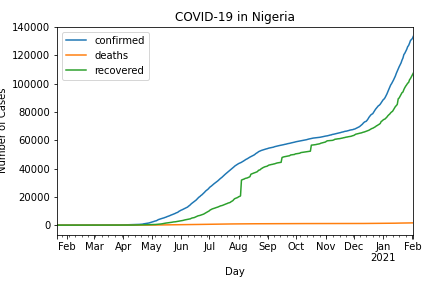 COVID-19 in Nigeria
140000
120000
100000
80000
60000
40000
20000
0
confirmed
deaths
recovered
Number of Cases
Feb Mar Apr May Jun Jul Aug Sep Oct Nov Dec Jan Feb
2021
Day